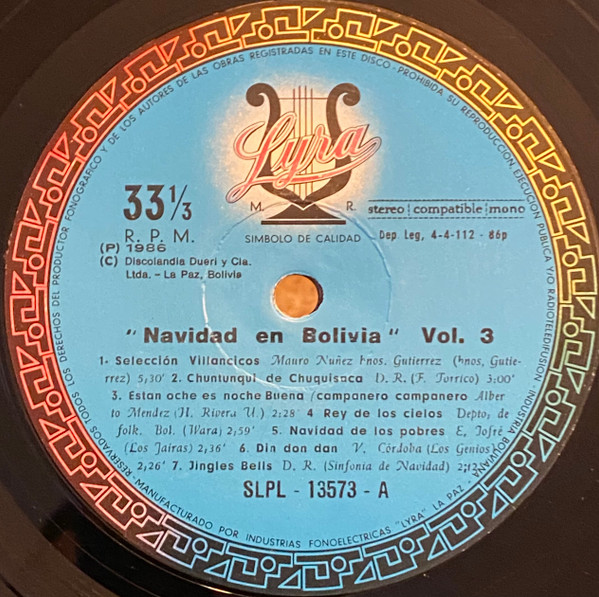 RESERVADOS TODOS LOS DERECHOS DEL PRODUCTOR FONOGRAFICO Y DE LOS AUTORES DE LAS OBRAS REGISTRADAS EN ESTE DISCO - PROHIBIDA SU REPRODUCCION, EJECUCION PUBLICA Y/O RADIOTELEDIFUSION - INDUSTRIA BOLIVIANA
Lyra
M. R.
SIMBOLO DE CALIDAD
33 1/3
R. P. M.
stereo compatible mono
Dep. Leg, 4-4-112 - 86p
(P) 1986
(C) Discolandia Dueri y Cia.
Ltda. - La Paz, Bolivia
"Navidad en Bolivia" Vol. 3
1- Selección Villancicos Mauro Nuñez hnos. Gutierrez (hnos, Gutie-
rrez) 5,30' 2. Chuntunqui de Chuquisaca D. R. (F. Torrico) 3:00'
3. Estan oche es noche Buena /campanero campanero Alber
to Mendez (H. Rivera U.) 2:28' 4 Rey de los cielos Depto, de
folk. Bol. (Wara) 2,59' 5. Navidad de los pobres E, Jofré
(Los Jairas) 2;36' 6. Din don dan V. Córdoba (Los Genios)
2,26' 7. Jingles Bells D. R. (Sinfonia de Navidad) 2;12
SLPL - 13573 - A
- MANUFACTURADO POR INDUSTRIAS FONOELECTRICAS "LYRA" LA PAZ -